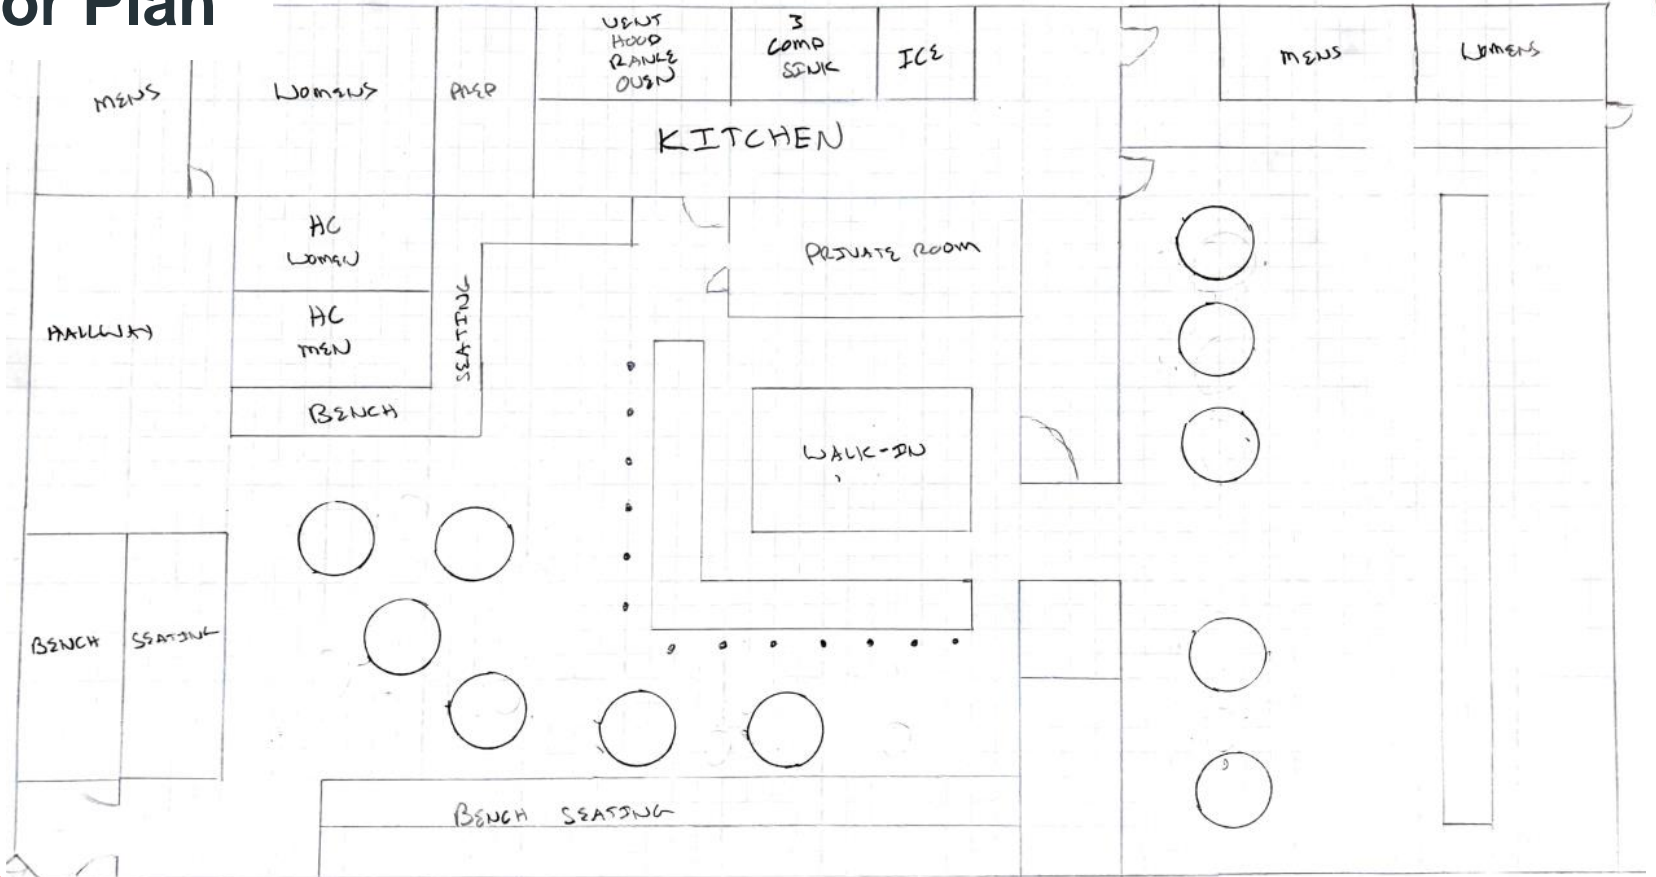 or Plan
MENS
WOMENS
PREP
VENT
HOOD
RANGE
OVEN
3
COMP
SINK
ICE
MENS
WOMENS
KITCHEN
HC
WOMEN
PRIVATE ROOM
HALLWAY
HC
MEN
SEATING
BENCH
WALK-IN
BENCH
SEATING
BENCH SEATING